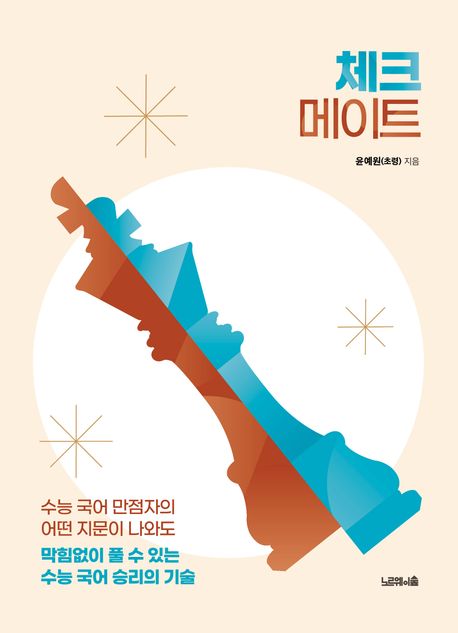 체크
메이트
윤예원(초령) 지음
수능 국어 만점자의
어떤 지문이 나와도
막힘없이 풀 수 있는
수능 국어 승리의 기술
노르웨이숲